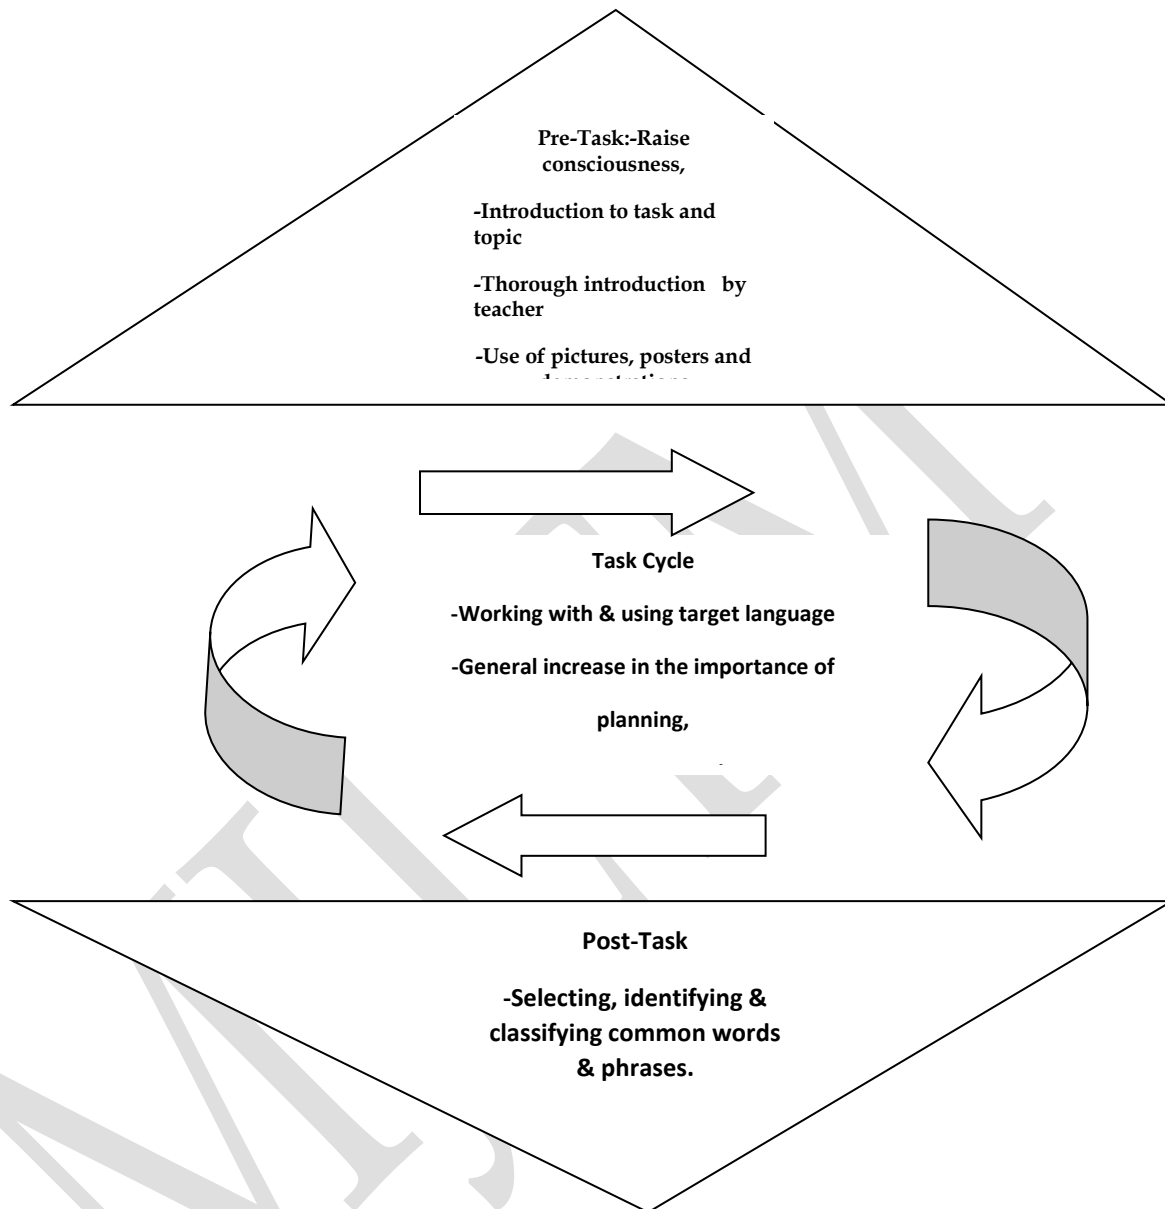 Pre-Task:-Raise
consciousness,
-Introduction to task and
topic
-Thorough introduction by
teacher
-Use of pictures, posters and
Task Cycle
-Working with & using target language
-General increase in the importance of
planning,
Post-Task
-Selecting, identifying &
classifying common words
& phrases.